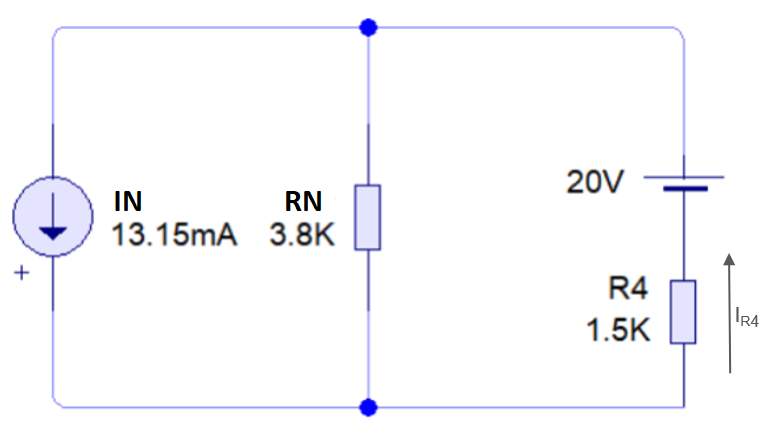 IN
13.15mA
+
RN
3.8K
20V
R4
1.5K
IR4